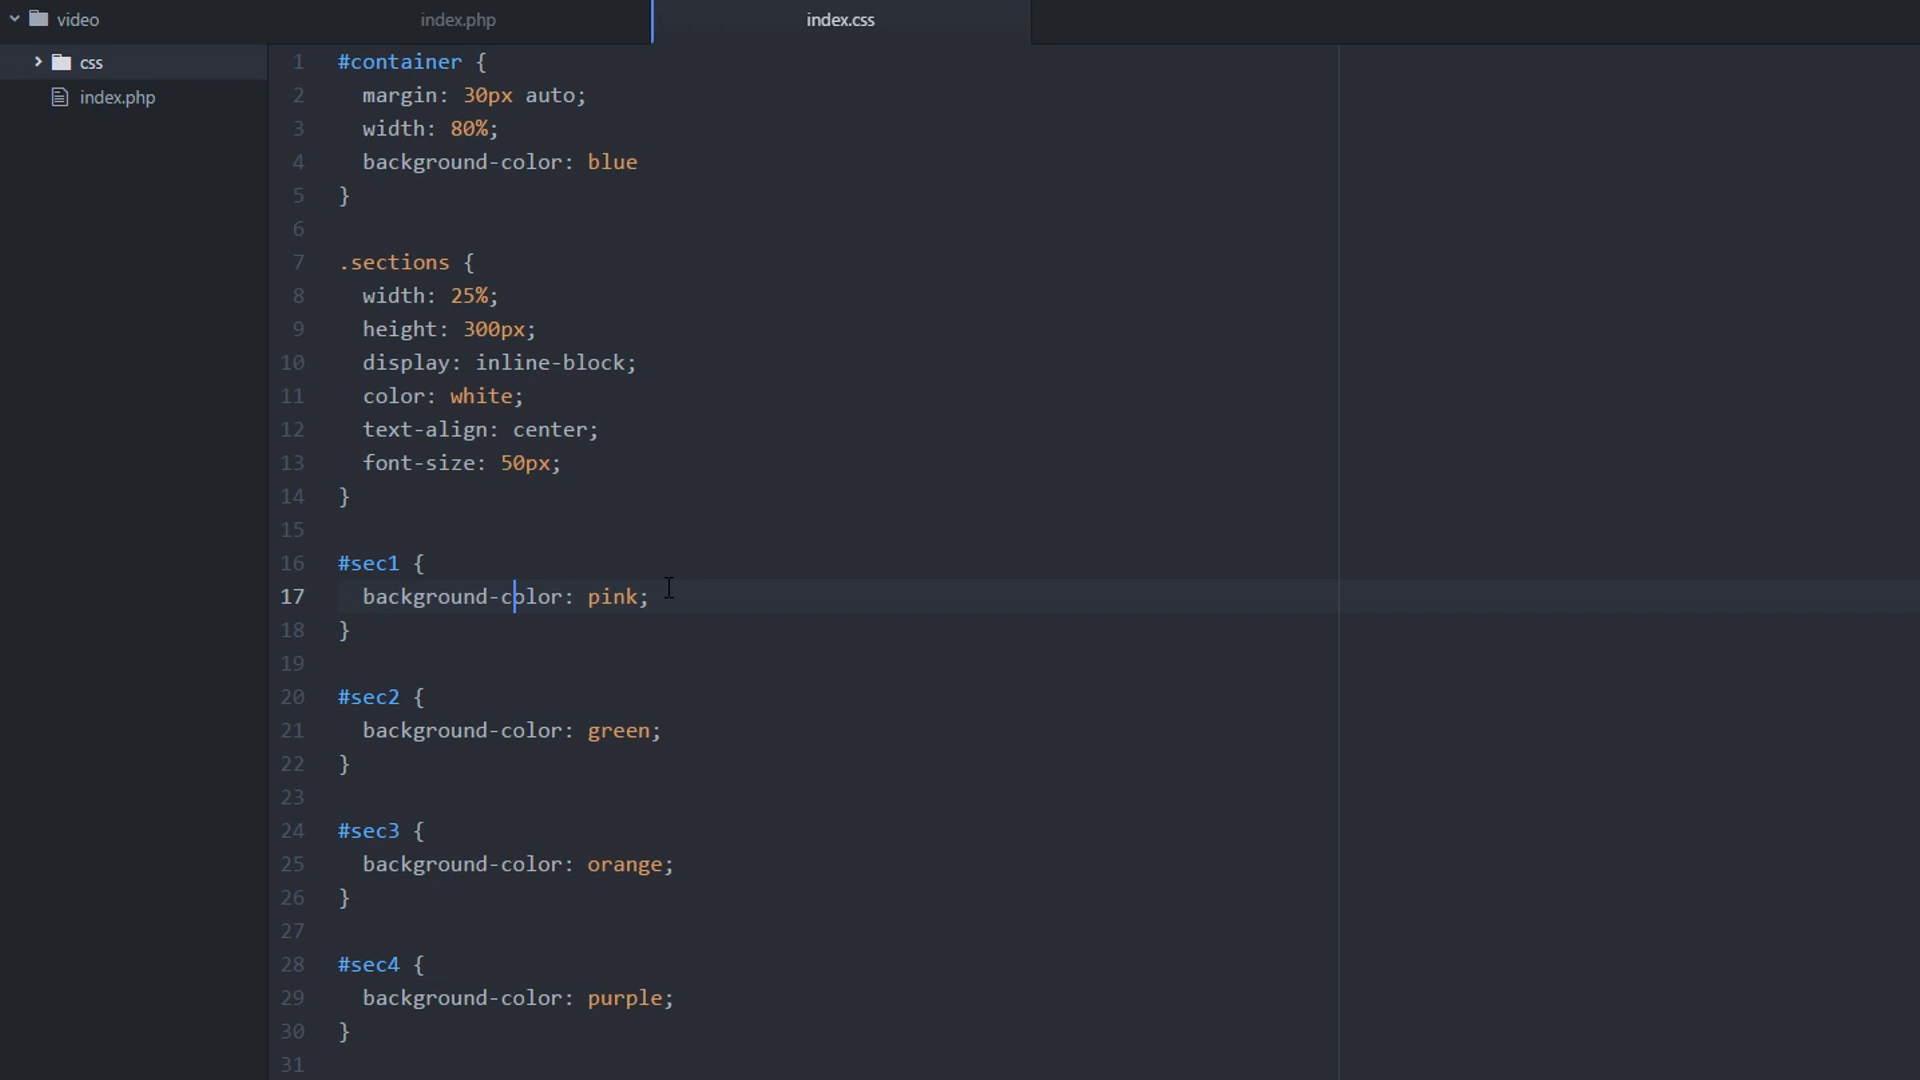 video
css
index.php
index.php
index.css
1 #container {
2 margin: 30px auto;
3 width: 80%;
4 background-color: blue
5 }
6
7 .sections {
8 width: 25%;
9 height: 300px;
10 display: inline-block;
11 color: white;
12 text-align: center;
13 font-size: 50px;
14 }
15
16 #sec1 {
17 background-color: pink;
18 }
19
20 #sec2 {
21 background-color: green;
22 }
23
24 #sec3 {
25 background-color: orange;
26 }
27
28 #sec4 {
29 background-color: purple;
30 }
31